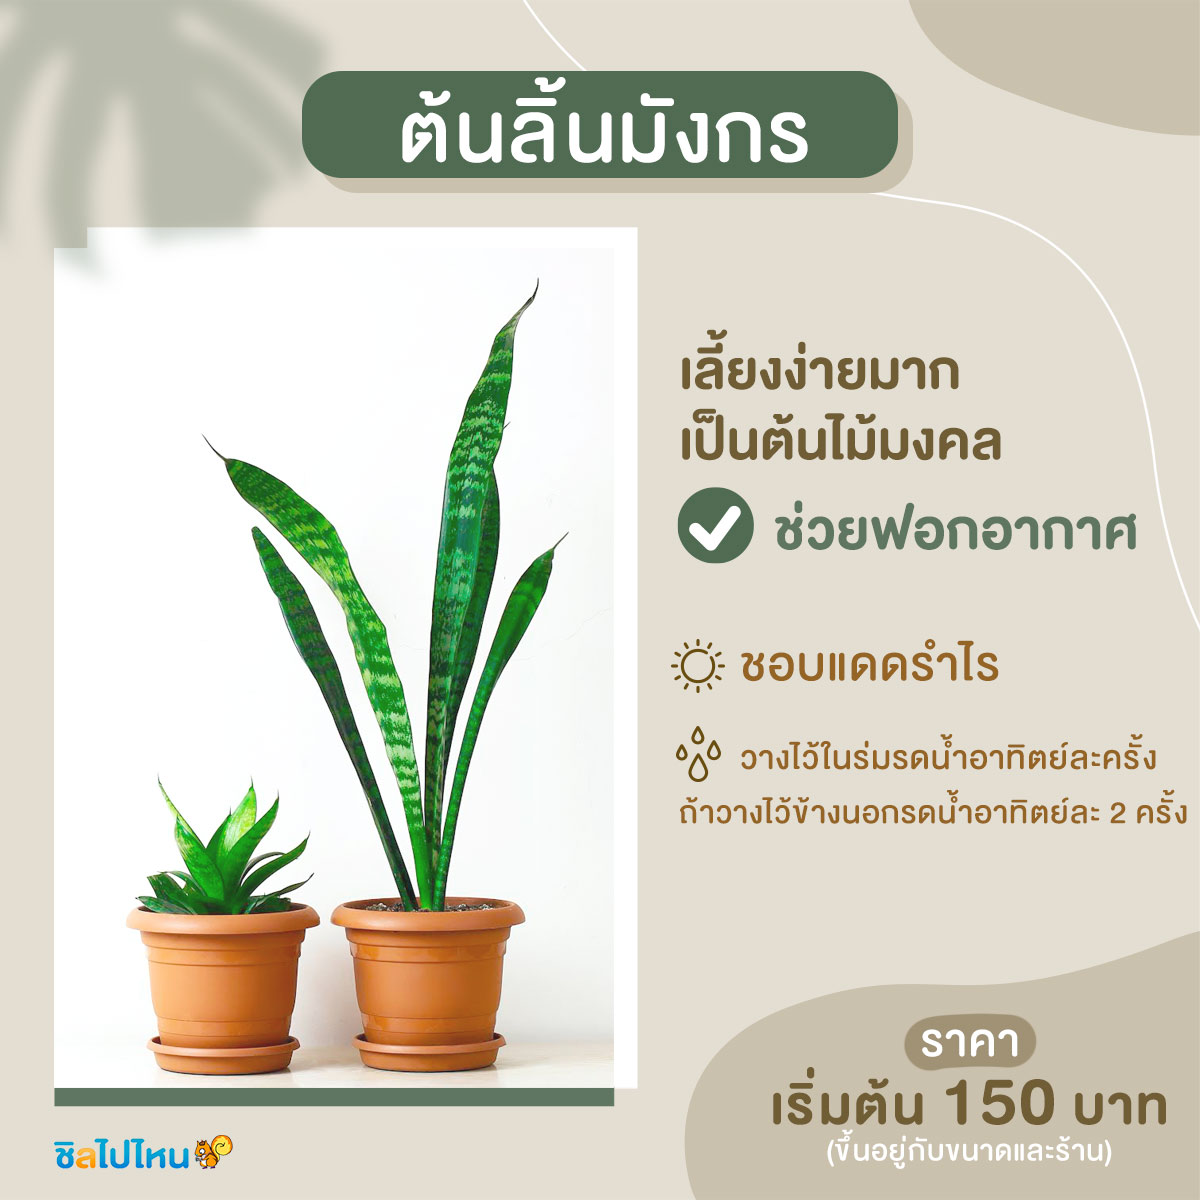 ต้นลิ้นมังกร
เลี้ยงง่ายมาก
เป็นต้นไม้มงคล
ช่วยฟอกอากาศ
ชอบแดดรำไร
วางไว้ในร่มรดน้ำอาทิตย์ละครั้ง
ถ้าวางไว้ข้างนอกรดน้ำอาทิตย์ละ 2 ครั้ง
ราคา
เริ่มต้น 150 บาท
(ขึ้นอยู่กับขนาดและร้าน)
ชิลไปไหน